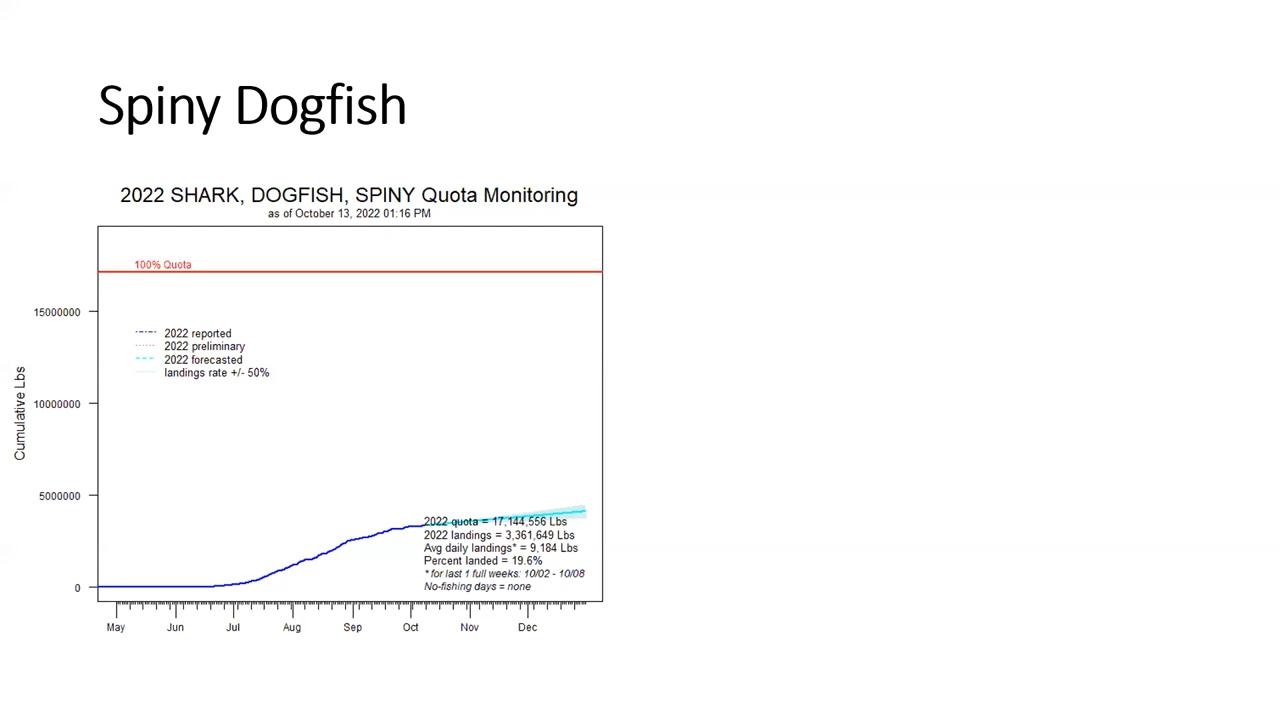 Spiny Dogfish
2022 SHARK, DOGFISH, SPINY Quota Monitoring
as of October 13, 2022 01:16 PM
100% Quota
15000000
2022 reported
2022 preliminary
2022 forecasted
landings rate +/- 50%
Cumulative Lbs
10000000
5000000
2022 quota = 17,144,556 Lbs
2022 landings = 3,361,649 Lbs
Avg daily landings* = 9,184 Lbs
Percent landed = 19.6%
*for last 1 full weeks: 10/02 - 10/08
No-fishing days = none
0
May Jun Jul Aug Sep Oct Nov Dec